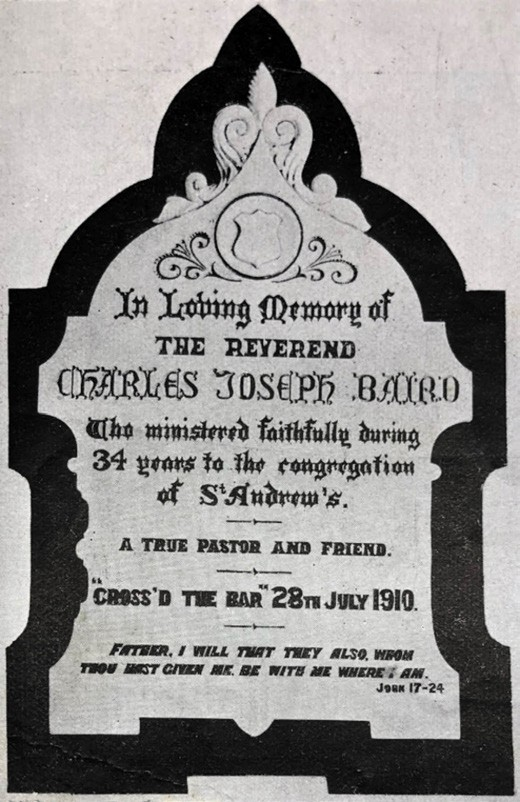 In Loving Memory of
THE REVEREND
CHARLES JOSEPH BAIRD
Who ministered faithfully during
34 years to the congregation
of St Andrew's.
A TRUE PASTOR AND FRIEND.
"CROSS'D THE BAR" 28TH JULY 1910.
FATHER, I WILL THAT THEY ALSO, WHOM
THOU HAST GIVEN ME, BE WITH ME WHERE I AM.
JOHN 17-24